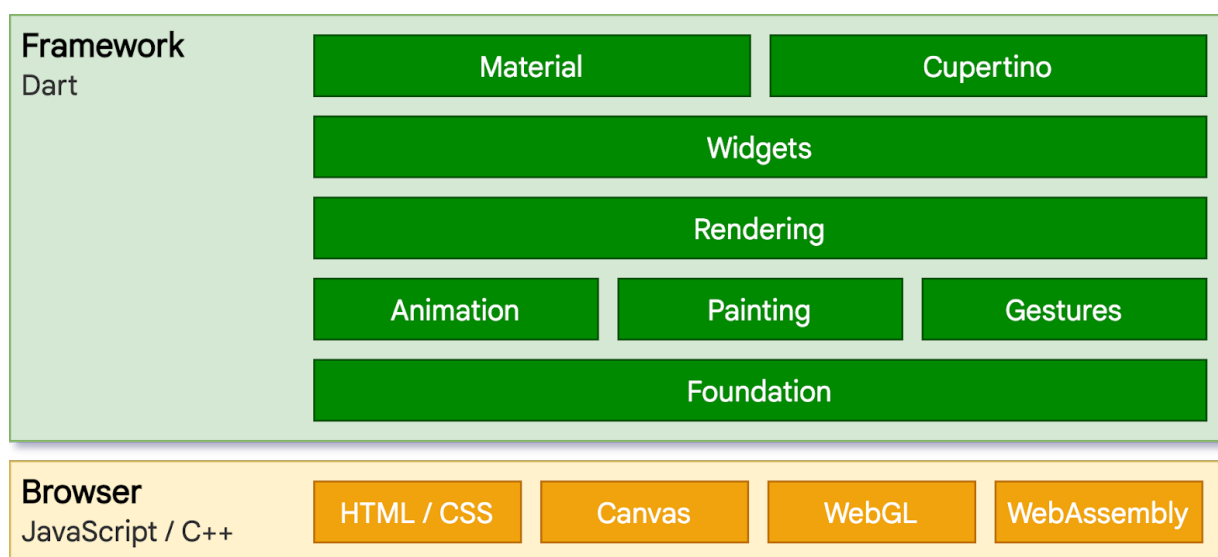 Framework
Dart
Material
Cupertino
Widgets
Rendering
Animation
Painting
Gestures
Foundation
Browser
JavaScript / C++
HTML / CSS
Canvas
WebGL
WebAssembly